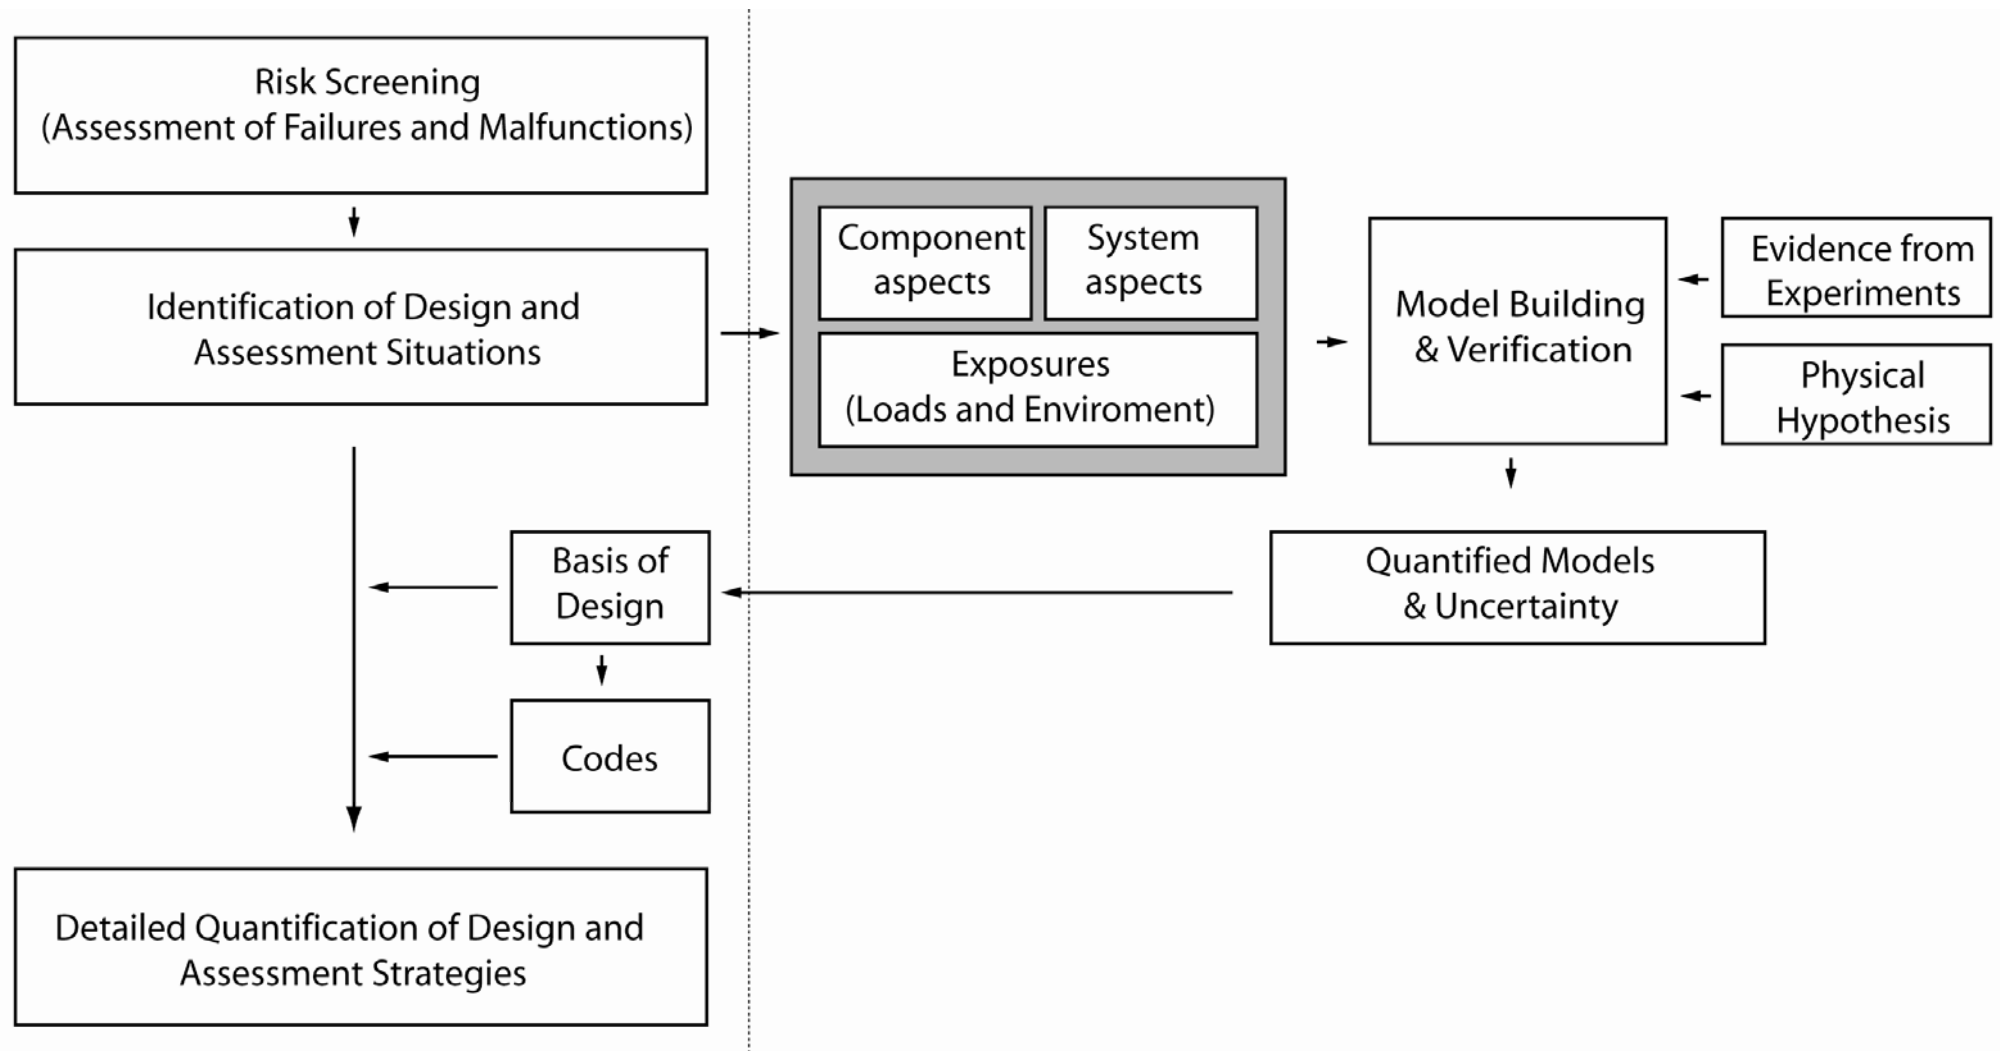 Risk Screening
(Assessment of Failures and Malfunctions)
Identification of Design and
Assessment Situations
Component
aspects
System
aspects
Exposures
(Loads and Enviroment)
Model Building
& Verification
Evidence from
Experiments
Physical
Hypothesis
Basis of
Design
Quantified Models
& Uncertainty
Codes
Detailed Quantification of Design and
Assessment Strategies